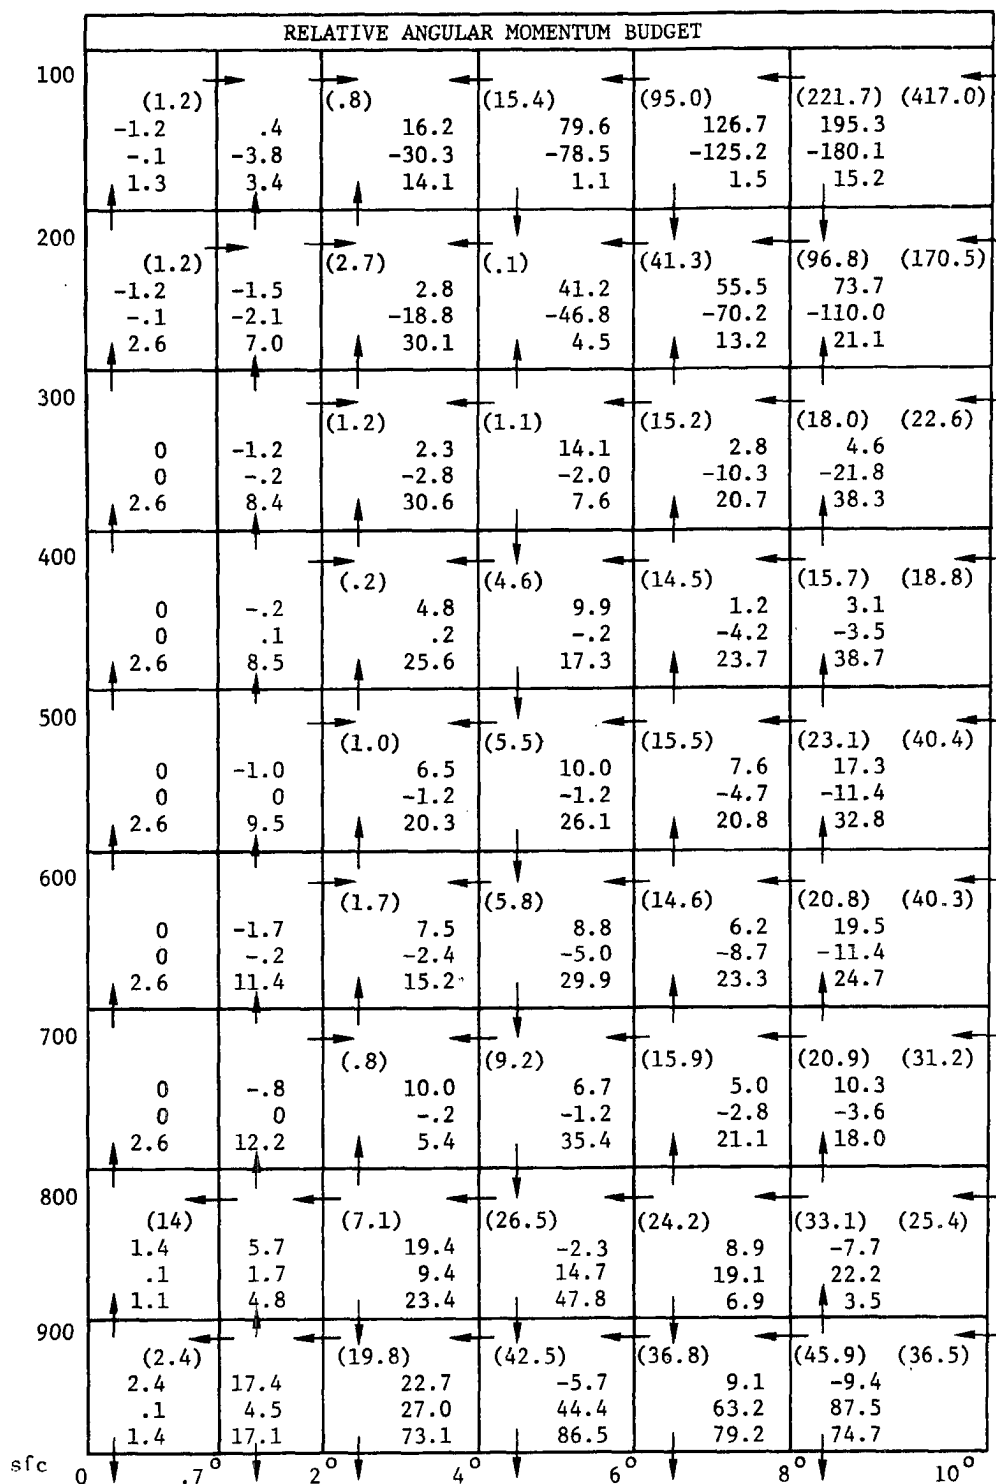 RELATIVE ANGULAR MOMENTUM BUDGET
100
(1.2) (.8) (15.4) (95.0) (221.7) (417.0)
-1.2 .4 16.2 79.6 126.7 195.3
-.1 -3.8 -30.3 -78.5 -125.2 -180.1
1.3 3.4 14.1 1.1 1.5 15.2
200
(1.2) (2.7) (.1) (41.3) (96.8) (170.5)
-1.2 -1.5 2.8 41.2 55.5 73.7
-.1 -2.1 -18.8 -46.8 -70.2 -110.0
2.6 7.0 30.1 4.5 13.2 21.1
300
(1.2) (1.1) (15.2) (18.0) (22.6)
0 -1.2 2.3 14.1 2.8 4.6
0 -.2 -2.8 -2.0 -10.3 -21.8
2.6 8.4 30.6 7.6 20.7 38.3
400
(.2) (4.6) (14.5) (15.7) (18.8)
0 -.2 4.8 9.9 1.2 3.1
0 .1 .2 -.2 -4.2 -3.5
2.6 8.5 25.6 17.3 23.7 38.7
500
(1.0) (5.5) (15.5) (23.1) (40.4)
0 -1.0 6.5 10.0 7.6 17.3
0 0 -1.2 -1.2 -4.7 -11.4
2.6 9.5 20.3 26.1 20.8 32.8
600
(1.7) (5.8) (14.6) (20.8) (40.3)
0 -1.7 7.5 8.8 6.2 19.5
0 -.2 -2.4 -5.0 -8.7 -11.4
2.6 11.4 15.2 29.9 23.3 24.7
700
(.8) (9.2) (15.9) (20.9) (31.2)
0 -.8 10.0 6.7 5.0 10.3
0 0 -.2 -1.2 -2.8 -3.6
2.6 12.2 5.4 35.4 21.1 18.0
800
(14) (7.1) (26.5) (24.2) (33.1) (25.4)
1.4 5.7 19.4 -2.3 8.9 -7.7
.1 1.7 9.4 14.7 19.1 22.2
1.1 4.8 23.4 47.8 6.9 3.5
900
(2.4) (19.8) (42.5) (36.8) (45.9) (36.5)
2.4 17.4 22.7 -5.7 9.1 -9.4
.1 4.5 27.0 44.4 63.2 87.5
1.4 17.1 73.1 86.5 79.2 74.7
sfc
0 .7° 2° 4° 6° 8° 10°